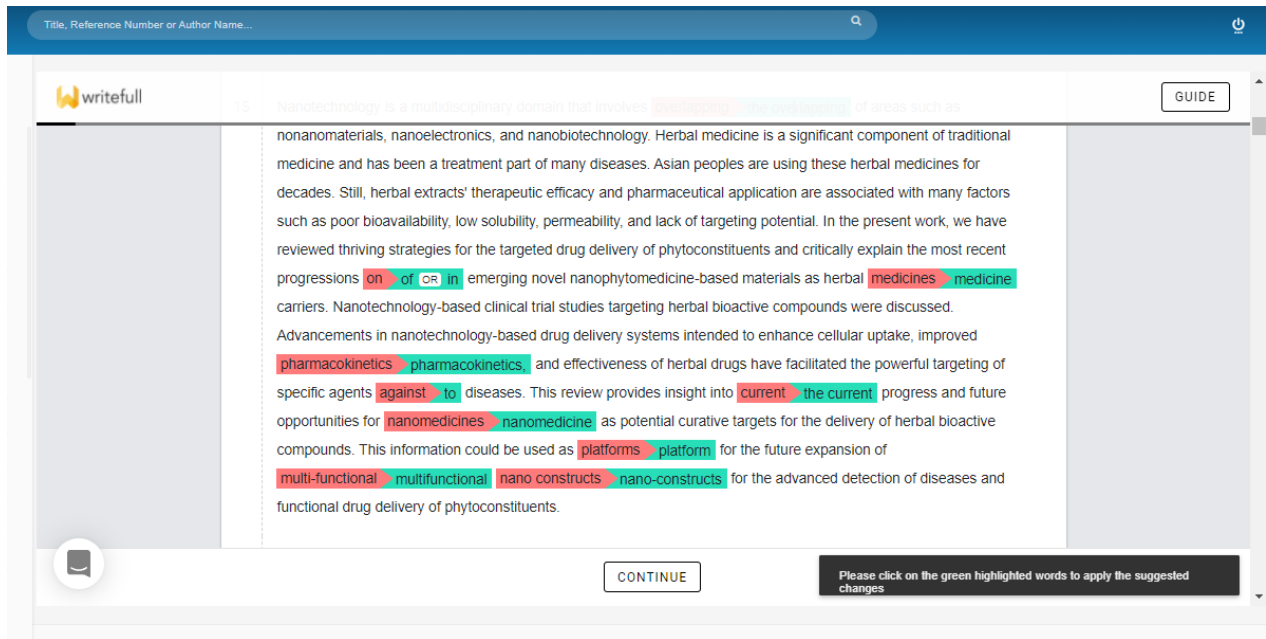 Title, Reference Number or Author Name...
writefull
GUIDE
15 Nanotechnology is a multidisciplinary domain that involves overlapping of areas such as
nonanomaterials, nanoelectronics, and nanobiotechnology. Herbal medicine is a significant component of traditional
medicine and has been a treatment part of many diseases. Asian peoples are using these herbal medicines for
decades. Still, herbal extracts' therapeutic efficacy and pharmaceutical application are associated with many factors
such as poor bioavailability, low solubility, permeability, and lack of targeting potential. In the present work, we have
reviewed thriving strategies for the targeted drug delivery of phytoconstituents and critically explain the most recent
progressions on of OR in emerging novel nanophytomedicine-based materials as herbal medicines medicine
carriers. Nanotechnology-based clinical trial studies targeting herbal bioactive compounds were discussed.
Advancements in nanotechnology-based drug delivery systems intended to enhance cellular uptake, improved
pharmacokinetics pharmacokinetics, and effectiveness of herbal drugs have facilitated the powerful targeting of
specific agents against to diseases. This review provides insight into current the current progress and future
opportunities for nanomedicines nanomedicine as potential curative targets for the delivery of herbal bioactive
compounds. This information could be used as platforms platform for the future expansion of
multi-functional multifunctional nano constructs nano-constructs for the advanced detection of diseases and
functional drug delivery of phytoconstituents.
CONTINUE
Please click on the green highlighted words to apply the suggested
changes